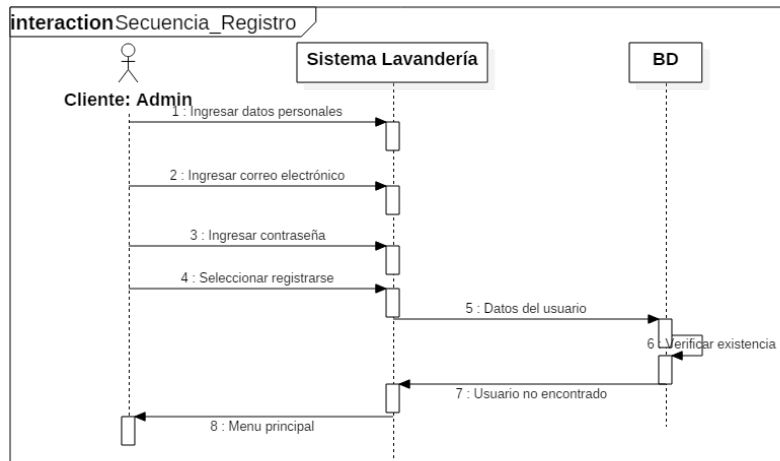 interaction Secuencia_Registro
Sistema Lavandería
BD
Cliente: Admin
1 : Ingresar datos personales
2 : Ingresar correo electrónico
3 : Ingresar contraseña
4 : Seleccionar registrarse
5 : Datos del usuario
6 : Verificar existencia
7 : Usuario no encontrado
8 : Menu principal